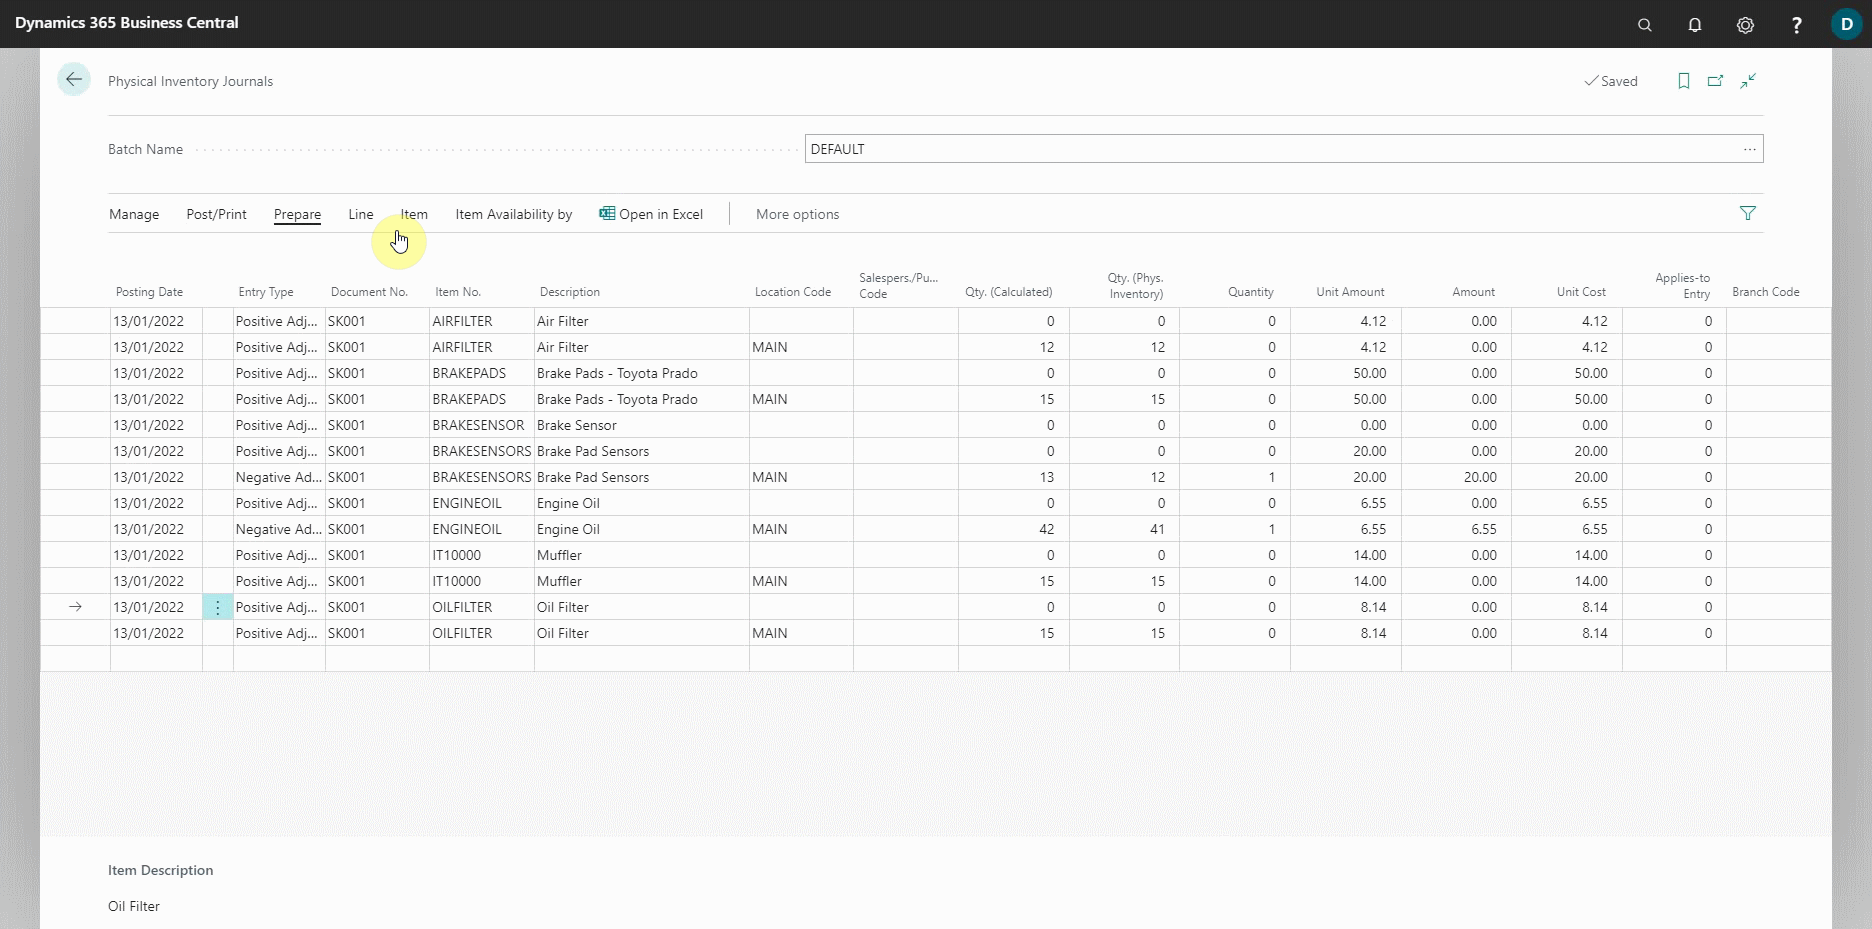 Dynamics 365 Business Central
? D
Physical Inventory Journals
Saved
Batch Name DEFAULT ...
Manage Post/Print Prepare Line Item Item Availability by Open in Excel More options
Posting Date Entry Type Document No. Item No. Description Location Code Salespers./Pu... Code Qty. (Calculated) Qty. (Phys. Inventory) Quantity Unit Amount Amount Unit Cost Applies-to Entry Branch Code
13/01/2022 Positive Adj... SK001 AIRFILTER Air Filter 0 0 0 4.12 0.00 4.12 0
13/01/2022 Positive Adj... SK001 AIRFILTER Air Filter MAIN 12 12 0 4.12 0.00 4.12 0
13/01/2022 Positive Adj... SK001 BRAKEPADS Brake Pads - Toyota Prado 0 0 0 50.00 0.00 50.00 0
13/01/2022 Positive Adj... SK001 BRAKEPADS Brake Pads - Toyota Prado MAIN 15 15 0 50.00 0.00 50.00 0
13/01/2022 Positive Adj... SK001 BRAKESENSOR Brake Sensor 0 0 0 0.00 0.00 0.00 0
13/01/2022 Positive Adj... SK001 BRAKESENSORS Brake Pad Sensors 0 0 0 20.00 0.00 20.00 0
13/01/2022 Negative Ad... SK001 BRAKESENSORS Brake Pad Sensors MAIN 13 12 1 20.00 20.00 20.00 0
13/01/2022 Positive Adj... SK001 ENGINEOIL Engine Oil 0 0 0 6.55 0.00 6.55 0
13/01/2022 Negative Ad... SK001 ENGINEOIL Engine Oil MAIN 42 41 1 6.55 6.55 6.55 0
13/01/2022 Positive Adj... SK001 IT10000 Muffler 0 0 0 14.00 0.00 14.00 0
13/01/2022 Positive Adj... SK001 IT10000 Muffler MAIN 15 15 0 14.00 0.00 14.00 0
13/01/2022 Positive Adj... SK001 OILFILTER Oil Filter 0 0 0 8.14 0.00 8.14 0
13/01/2022 Positive Adj... SK001 OILFILTER Oil Filter MAIN 15 15 0 8.14 0.00 8.14 0
Item Description
Oil Filter